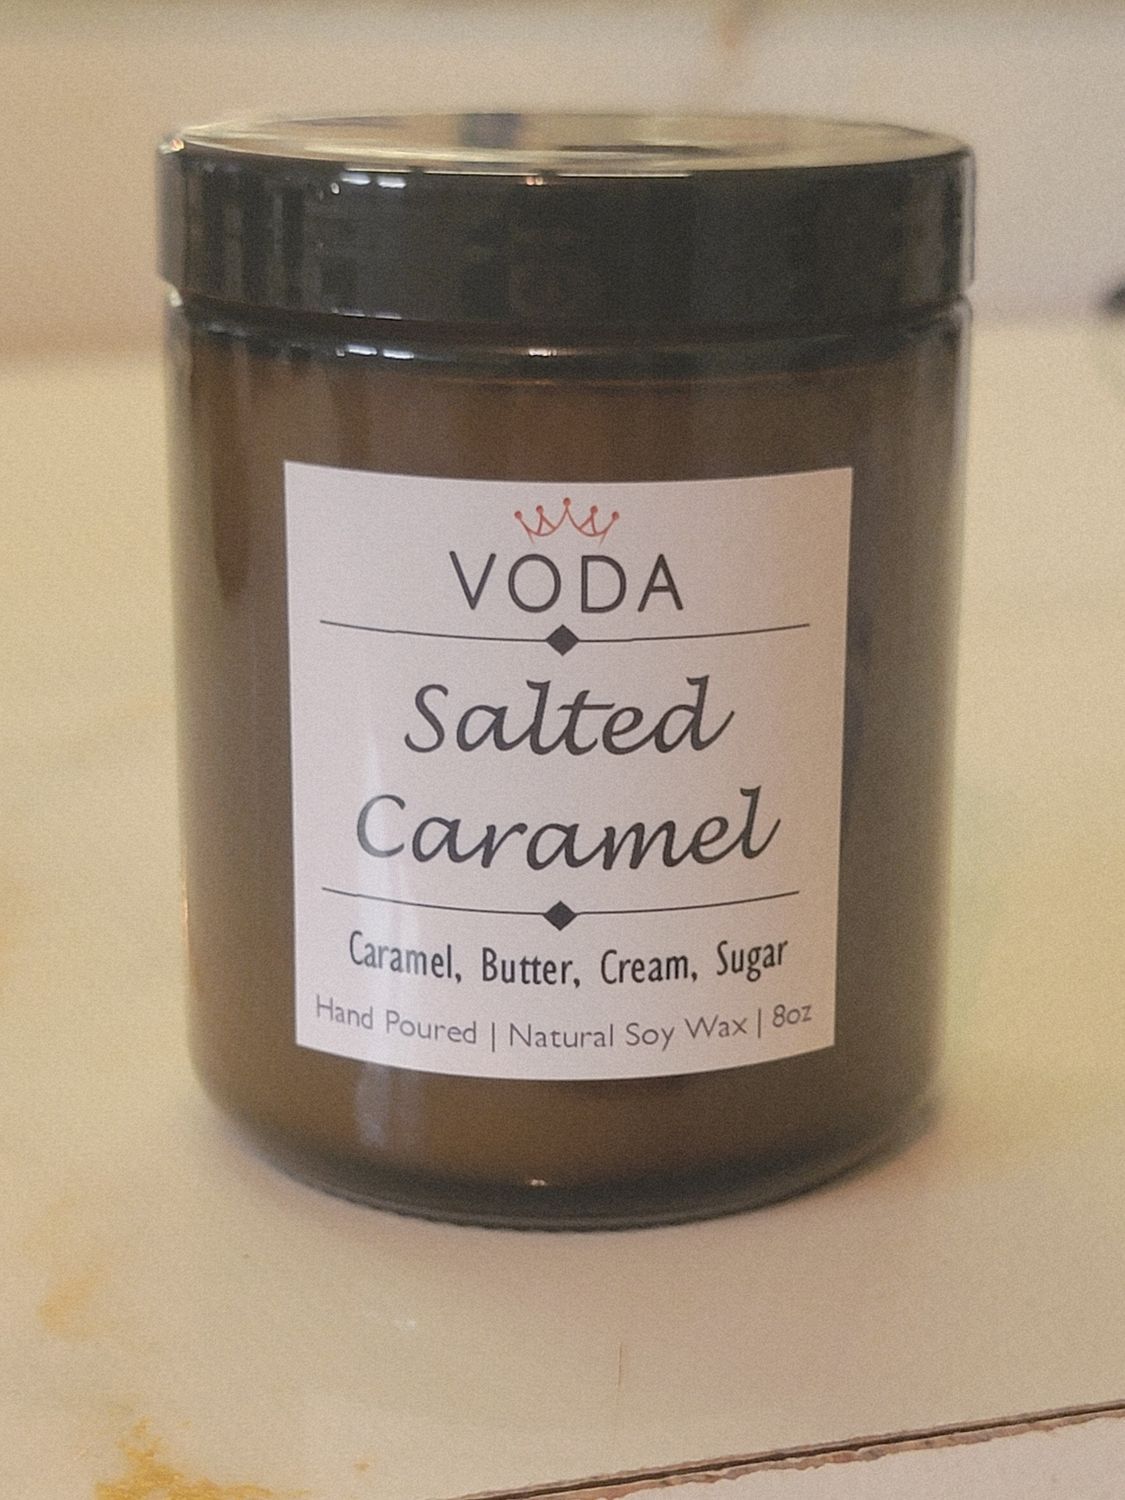 VODA
Salted
Caramel
Caramel, Butter, Cream, Sugar
Hand Poured | Natural Soy Wax | 8oz